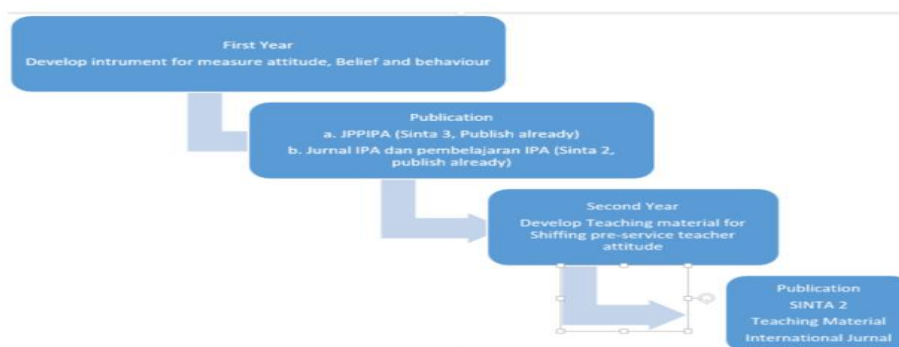 First Year
Develop intrument for measure attitude, Belief and behaviour
Publication
a. JPPIPA (Sinta 3, Publish already)
b. Jurnal IPA dan pembelajaran IPA (Sinta 2,
publish already)
Second Year
Develop Teaching material for
Shiffing pre-service teacher
attitude
Publication
SINTA 2
Teaching Material
International Jurnal